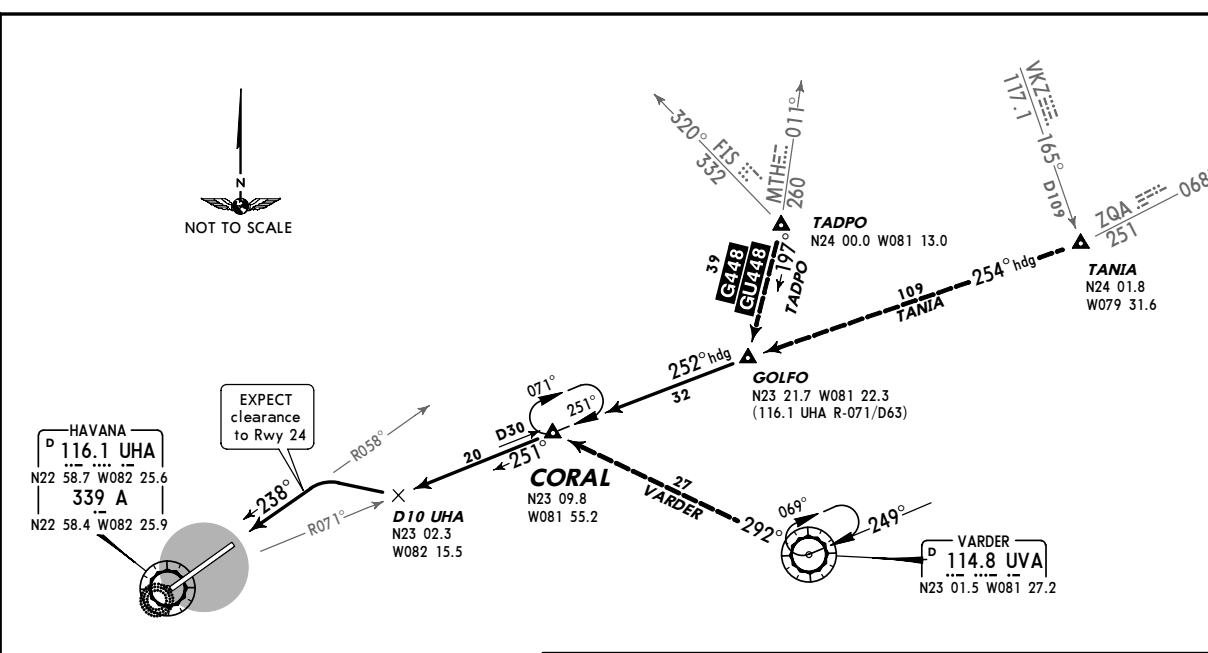 N
NOT TO SCALE
320° FIS
332
MTH 011°
260
VKZ
117.1
165°
D109
ZQA 068
251
TADPO
N24 00.0 W081 13.0
39
G448
GU448
197°
TADPO
TANIA
N24 01.8
W079 31.6
254° hdg
109
TANIA
252° hdg
32
GOLFO
N23 21.7 W081 22.3
(116.1 UHA R-071/D63)
071°
251°
D30
251°
20
CORAL
N23 09.8
W081 55.2
EXPECT
clearance
to Rwy 24
R058°
238°
R071°
D10 UHA
N23 02.3
W082 15.5
HAVANA
D 116.1 UHA
N22 58.7 W082 25.6
339 A
N22 58.4 W082 25.9
27
VARDER
292°
069°
249°
VARDER
D 114.8 UVA
N23 01.5 W081 27.2